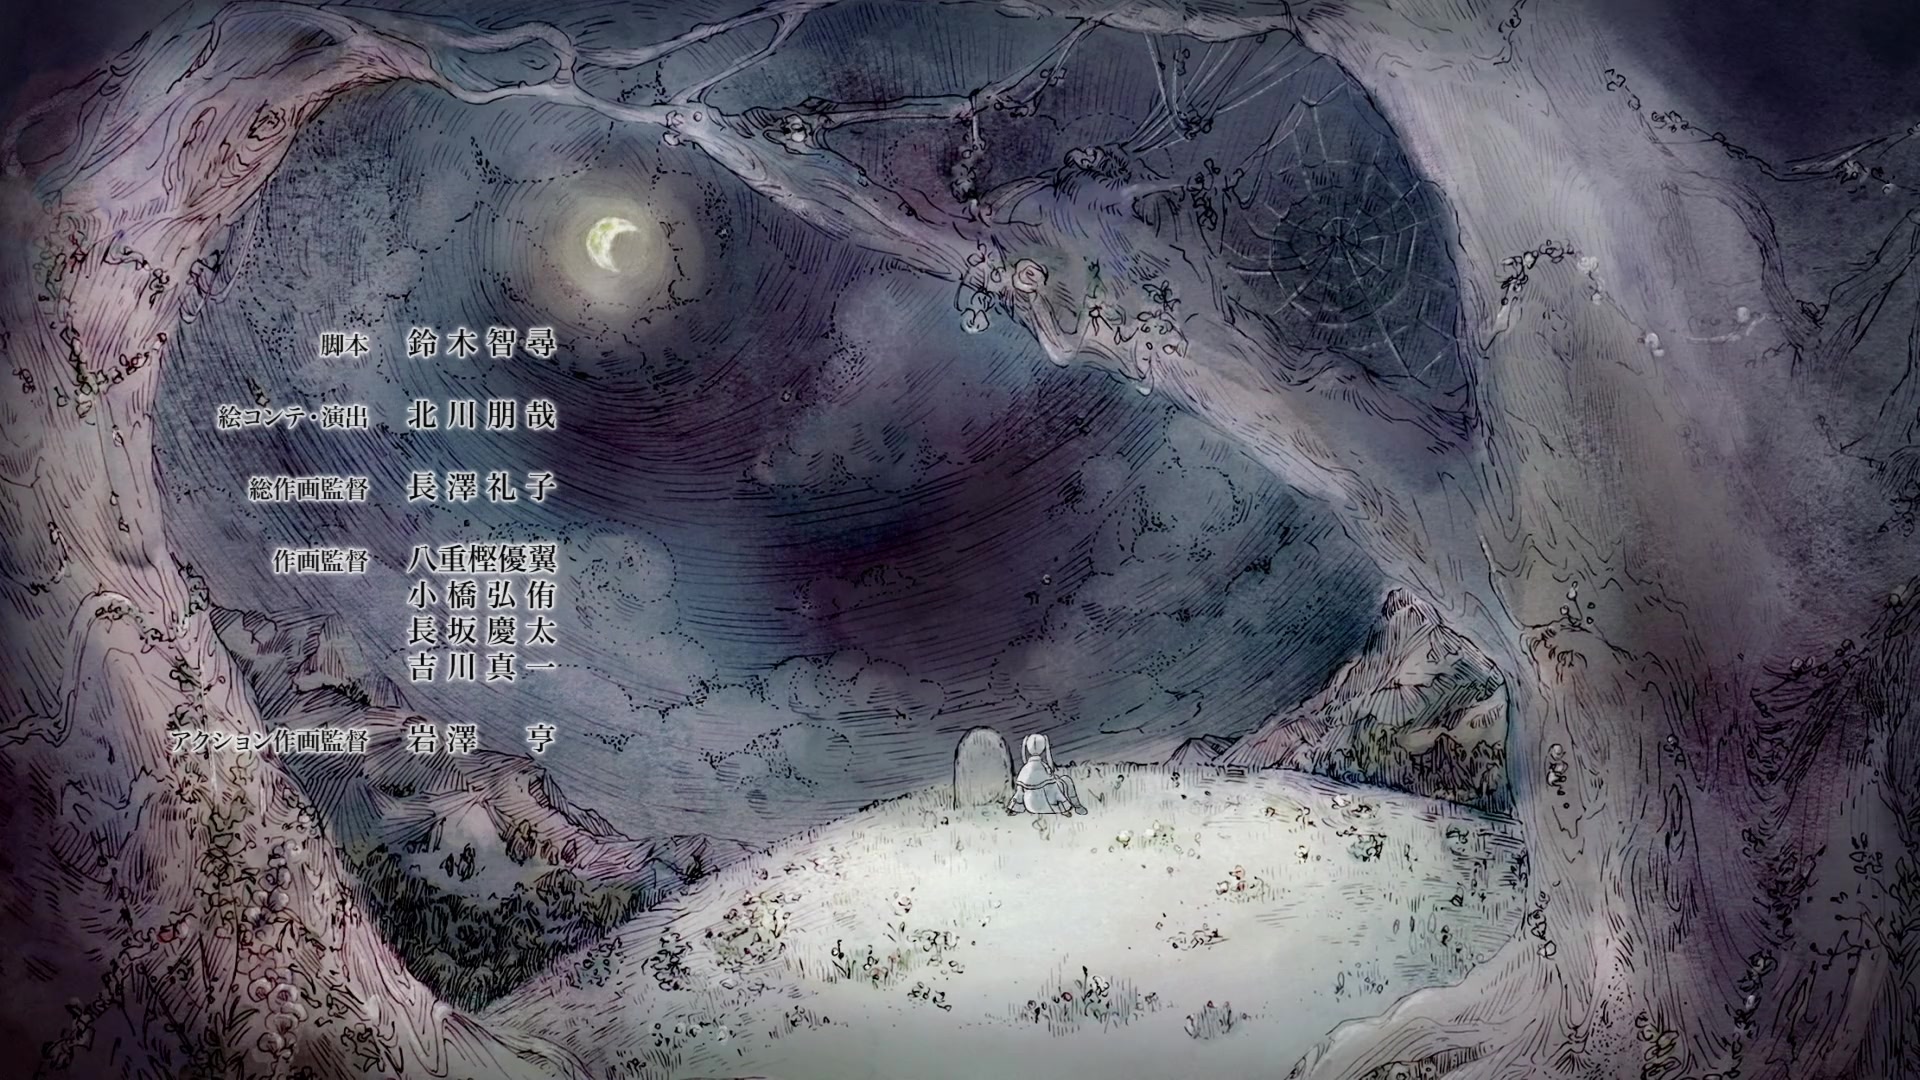 脚本 鈴木智尋
絵コンテ・演出 北川朋哉
総作画監督 長澤礼子
作画監督 八重樫優翼
小橋弘侑
長坂慶太
吉川真一
アクション作画監督 岩澤 亨